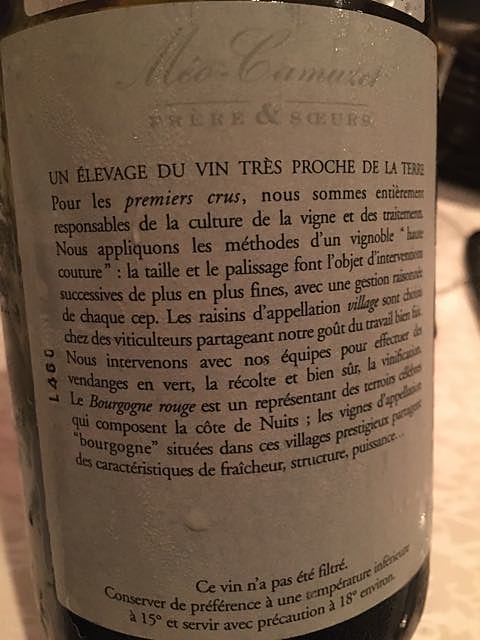 Méo-Camuzet
FRÈRE & SŒURS
UN ÉLEVAGE DU VIN TRÈS PROCHE DE LA TERRE
Pour les premiers crus, nous sommes entièrement
responsables de la culture de la vigne et des traitements.
Nous appliquons les méthodes d'un vignoble "haute
couture" : la taille et le palissage font l'objet d'interventions
successives de plus en plus fines, avec une gestion raisonnée
de chaque cep. Les raisins d'appellation village sont choisis
chez des viticulteurs partageant notre goût du travail bien fait.
Nous intervenons avec nos équipes pour effectuer des
vendanges en vert, la récolte et bien sûr, la vinification.
Le Bourgogne rouge est un représentant des terroirs célèbres
qui composent la côte de Nuits ; les vignes d'appellation
"bourgogne" situées dans ces villages prestigieux partagent
des caractéristiques de fraîcheur, structure, puissance...
Ce vin n'a pas été filtré.
Conserver de préférence à une température inférieure
à 15° et servir avec précaution à 18° environ.